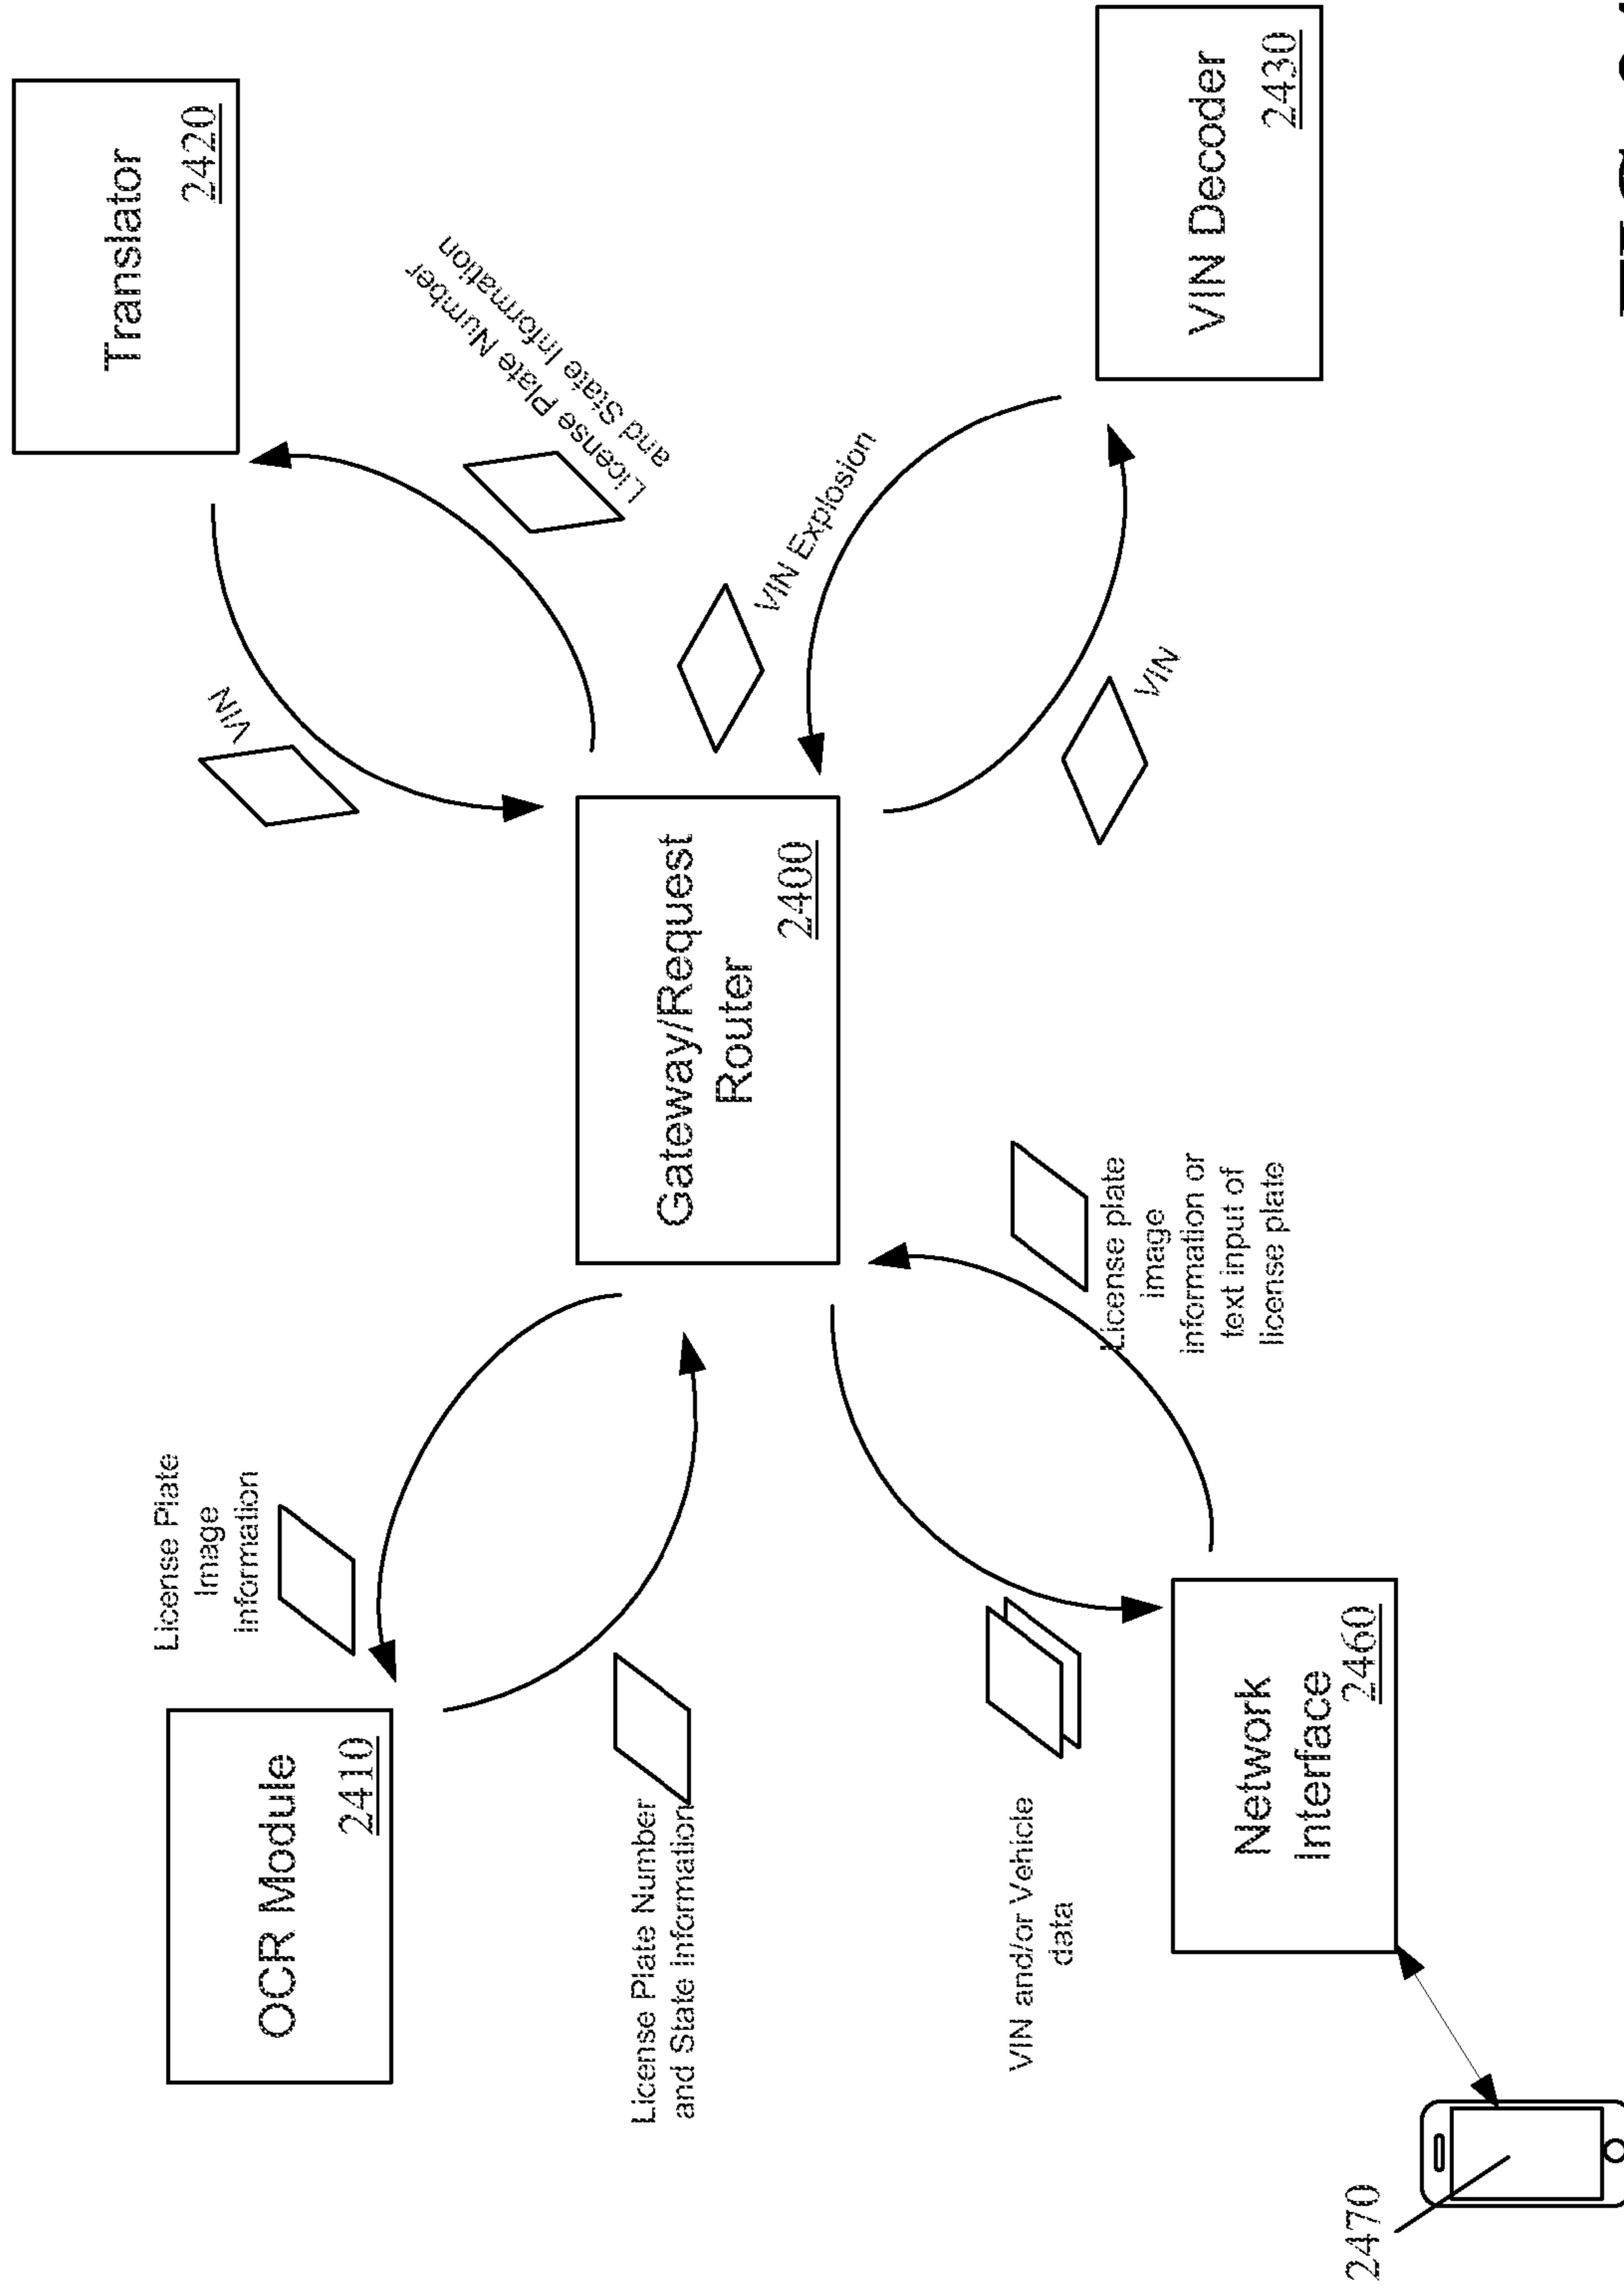 OCR Module
2410
License Plate
Image
Information
License Plate Number
and State Information
Translator
2420
VIN
License Plate Number
and State Information
Gateway/Request
Router
2400
VIN Explosion
VIN
VIN Decoder
2430
VIN and/or Vehicle
data
License plate
image
information or
text input of
license plate
Network
Interface
2460
2470